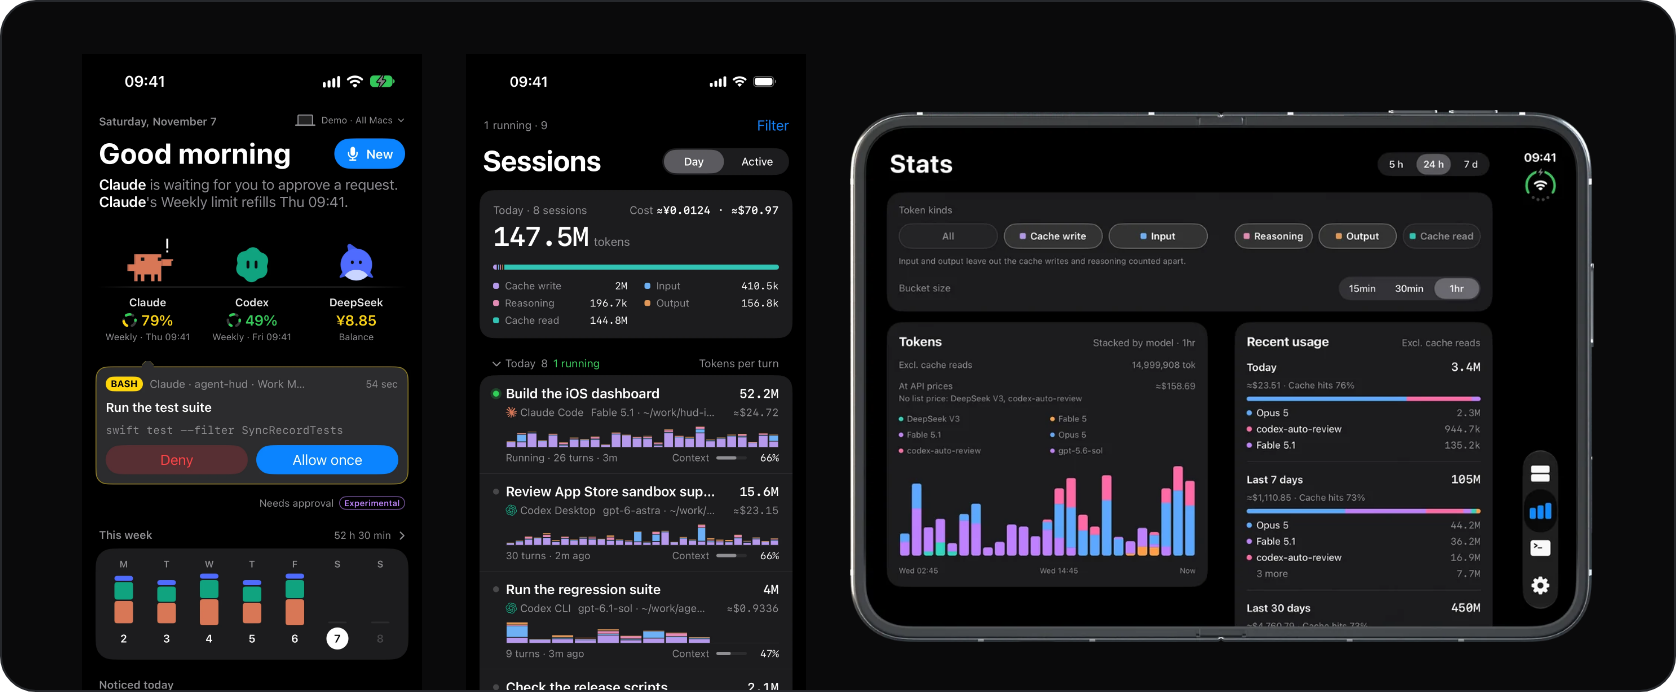 09:41
Saturday, November 7
Demo · All Macs
Good morning
New
Claude is waiting for you to approve a request.
Claude's Weekly limit refills Thu 09:41.
!
Claude
79%
Weekly · Thu 09:41
Codex
49%
Weekly · Fri 09:41
DeepSeek
¥8.85
Balance
BASH Claude · agent-hud · Work M... 54 sec
Run the test suite
swift test --filter SyncRecordTests
Deny
Allow once
Needs approval Experimental
This week 52 h 30 min
M T W T F S S
2 3 4 5 6 7 8
Noticed today
09:41
1 running · 9
Filter
Sessions
Day Active
Today · 8 sessions Cost ≈¥0.0124 · ≈$70.97
147.5M tokens
Cache write 2M Input 410.5k
Reasoning 196.7k Output 156.8k
Cache read 144.8M
Today 8 1 running Tokens per turn
Build the iOS dashboard 52.2M
Claude Code Fable 5.1 · ~/work/hud-i... ≈$24.72
Running · 26 turns · 3m Context 66%
Review App Store sandbox sup... 15.6M
Codex Desktop gpt-6-astra · ~/work/... ≈$23.15
30 turns · 2m ago Context 66%
Run the regression suite 4M
Codex CLI gpt-6.1-sol · ~/work/age... ≈$0.9336
9 turns · 3m ago Context 47%
Check the release scripts 2.1M
Stats
5 h 24 h 7 d
09:41
Token kinds
All Cache write Input Reasoning Output Cache read
Input and output leave out the cache writes and reasoning counted apart.
Bucket size 15min 30min 1hr
Tokens Stacked by model · 1hr
Excl. cache reads 14,999,908 tok
At API prices ≈$158.69
No list price: DeepSeek V3, codex-auto-review
DeepSeek V3 Fable 5
Fable 5.1 Opus 5
codex-auto-review gpt-5.6-sol
Wed 02:45 Wed 14:45 Now
Recent usage Excl. cache reads
Today 3.4M
≈$23.51 · Cache hits 76%
Opus 5 2.3M
codex-auto-review 944.7k
Fable 5.1 135.2k
Last 7 days 105M
≈$1,110.85 · Cache hits 73%
Opus 5 44.2M
Fable 5.1 36.2M
codex-auto-review 16.9M
3 more 7.7M
Last 30 days 450M
≈$4,760.79 · Cache hits 72%